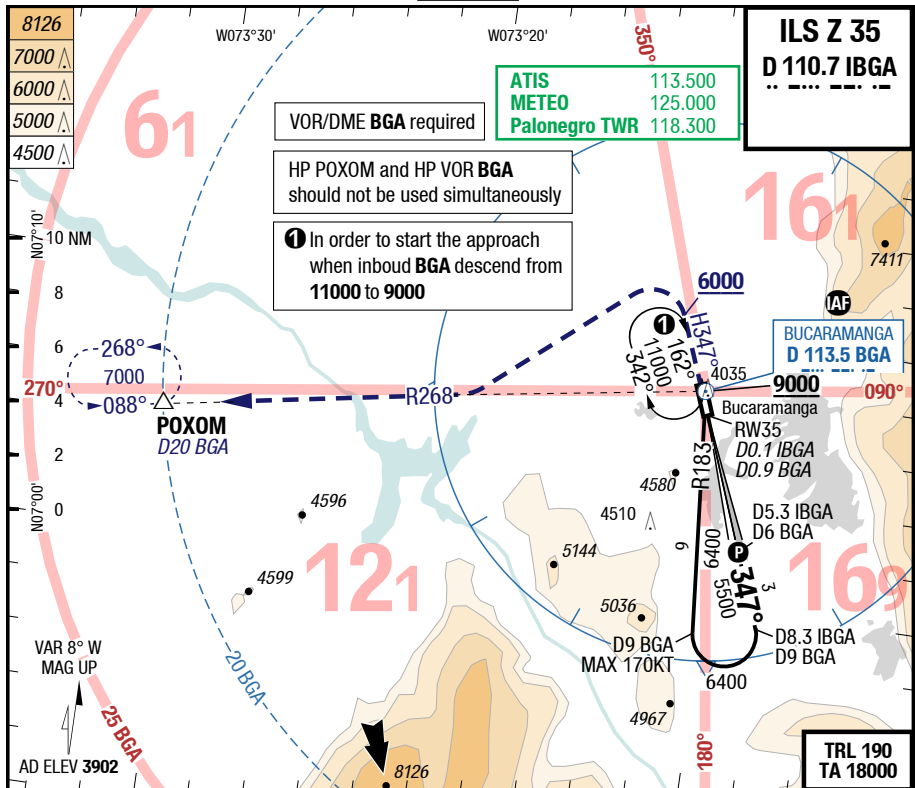 8126
7000
6000
5000
4500
W073°30'
W073°20'
350°
ILS Z 35
D 110.7 IBGA
ATIS 113.500
METEO 125.000
Palonegro TWR 118.300
VOR/DME BGA required
HP POXOM and HP VOR BGA
should not be used simultaneously
1 In order to start the approach
when inboud BGA descend from
11000 to 9000
61
161
7411
IAF
N07°10'
10 NM
8
6
4
2
0
N07°00'
6000
H347°
1
162°
11000
342°
4035
BUCARAMANGA
D 113.5 BGA
9000
090°
270°
268°
7000
088°
R268
POXOM
D20 BGA
Bucaramanga
RW35
D0.1 IBGA
D0.9 BGA
R183
4580
4510
4596
4599
5144
5036
4967
D5.3 IBGA
D6 BGA
P
347°
6400
5500
9
3
121
169
D9 BGA
MAX 170KT
D8.3 IBGA
D9 BGA
6400
VAR 8° W
MAG UP
20 BGA
25 BGA
180°
8126
AD ELEV 3902
TRL 190
TA 18000